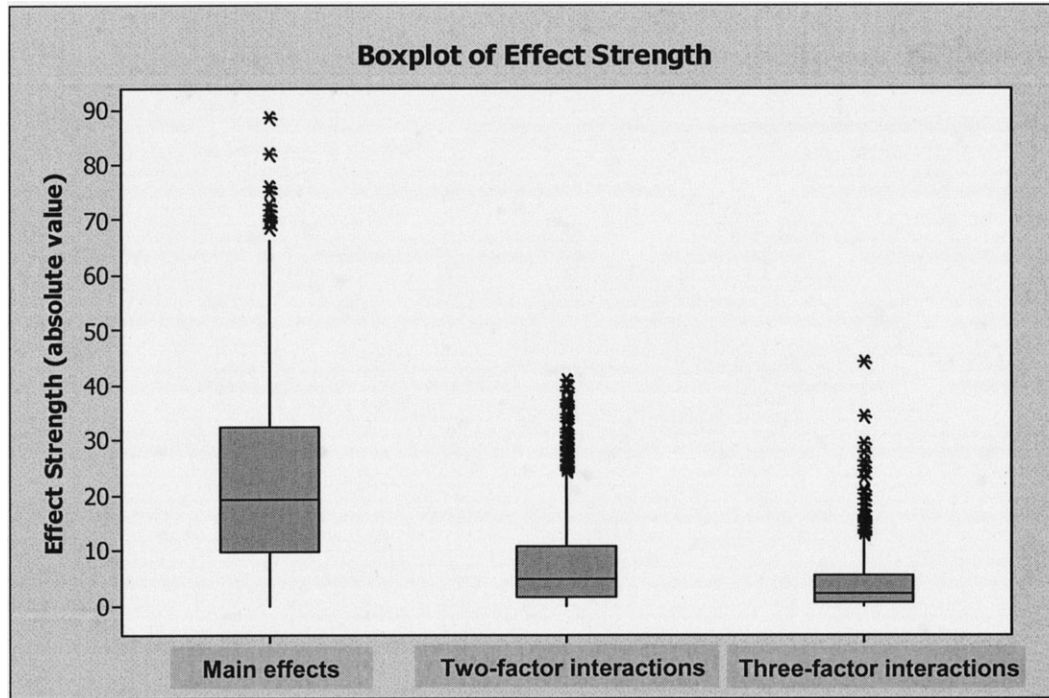 Boxplot of Effect Strength
Effect Strength (absolute value)
90
80
70
60
50
40
30
20
10
0
Main effects
Two-factor interactions
Three-factor interactions